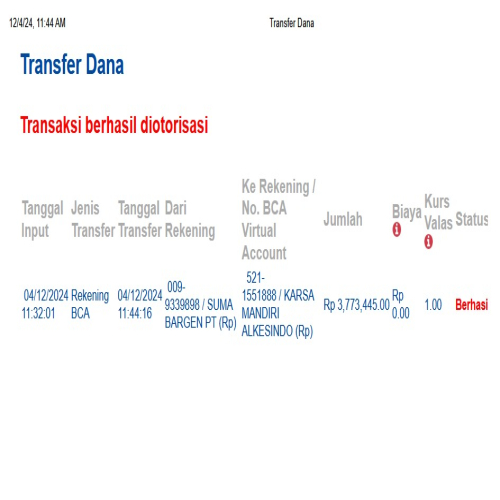 12/4/24, 11:44 AM Transfer Dana
Transfer Dana
Transaksi berhasil diotorisasi
Tanggal Input Jenis Transfer Tanggal Transfer Dari Rekening Ke Rekening / No. BCA Virtual Account Jumlah Biaya Kurs Valas Status
04/12/2024 11:32:01 Rekening BCA 04/12/2024 11:44:16 009-9339898 / SUMA BARGEN PT (Rp) 521-1551888 / KARSA MANDIRI ALKESINDO (Rp) Rp 3,773,445.00 Rp 0.00 1.00 Berhasi